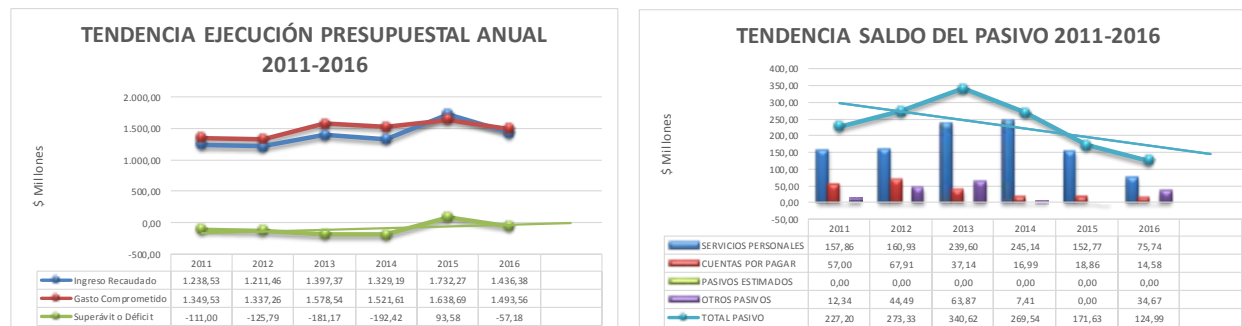 TENDENCIA EJECUCIÓN PRESUPUESTAL ANUAL
2011-2016
$ Millones
2.000,00
1.500,00
1.000,00
500,00
0,00
-500,00
2011 2012 2013 2014 2015 2016
Ingreso Recaudado 1.238,53 1.211,46 1.397,37 1.329,19 1.732,27 1.436,38
Gasto Comprometido 1.349,53 1.337,26 1.578,54 1.521,61 1.638,69 1.493,56
Superávit o Déficit -111,00 -125,79 -181,17 -192,42 93,58 -57,18
TENDENCIA SALDO DEL PASIVO 2011-2016
$ Millones
400,00
350,00
300,00
250,00
200,00
150,00
100,00
50,00
0,00
-50,00
2011 2012 2013 2014 2015 2016
SERVICIOS PERSONALES 157,86 160,93 239,60 245,14 152,77 75,74
CUENTAS POR PAGAR 57,00 67,91 37,14 16,99 18,86 14,58
PASIVOS ESTIMADOS 0,00 0,00 0,00 0,00 0,00 0,00
OTROS PASIVOS 12,34 44,49 63,87 7,41 0,00 34,67
TOTAL PASIVO 227,20 273,33 340,62 269,54 171,63 124,99